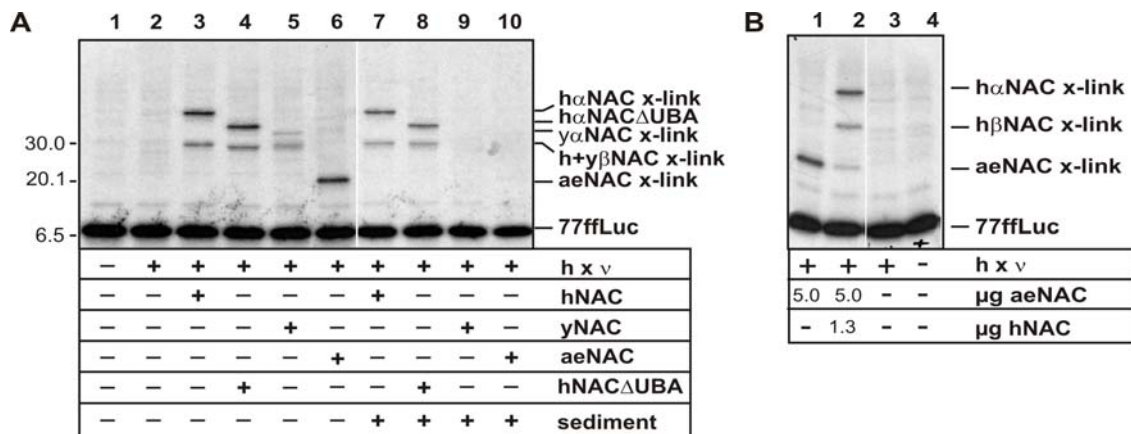 A
1 2 3 4 5 6 7 8 9 10
hαNAC x-link
hαNACΔUBA
yαNAC x-link
30.0 -
h+yβNAC x-link
20.1 -
aeNAC x-link
6.5 -
77ffLuc
– + + + + + + + + + h x ν
– – + – – – + – – – hNAC
– – – – + – – – + – yNAC
– – – – – + – – – + aeNAC
– – – + – – – + – – hNACΔUBA
– – – – – – + + + + sediment
B
1 2 3 4
hαNAC x-link
hβNAC x-link
aeNAC x-link
77ffLuc
+ + + - h x ν
5.0 5.0 - - µg aeNAC
- 1.3 - - µg hNAC